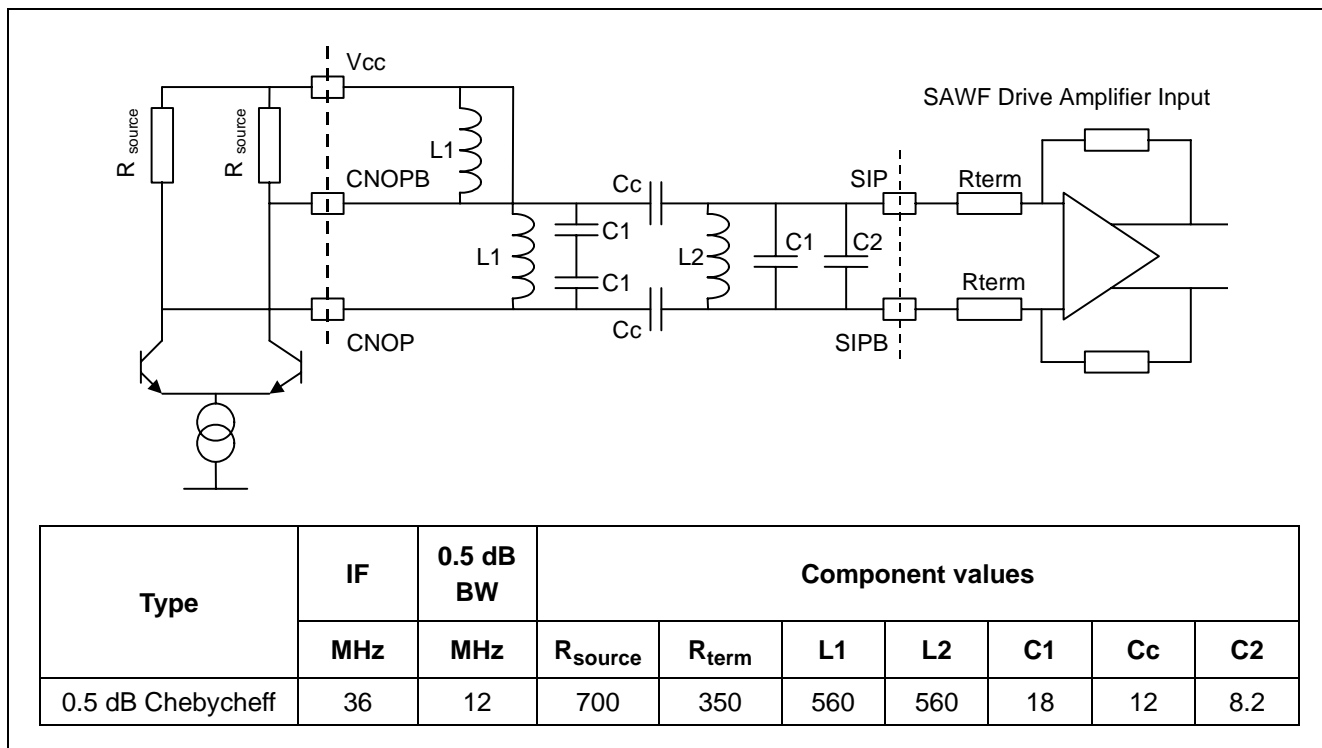 Vcc
SAWF Drive Amplifier Input
R source
R source
L1
CNOPB
Cc
SIP
Rterm
L1
C1
C1
L2
C1
C2
Rterm
Cc
CNOP
SIPB
Type
IF
0.5 dB
BW
Component values
MHz
MHz
Rsource
Rterm
L1
L2
C1
Cc
C2
0.5 dB Chebycheff
36
12
700
350
560
560
18
12
8.2